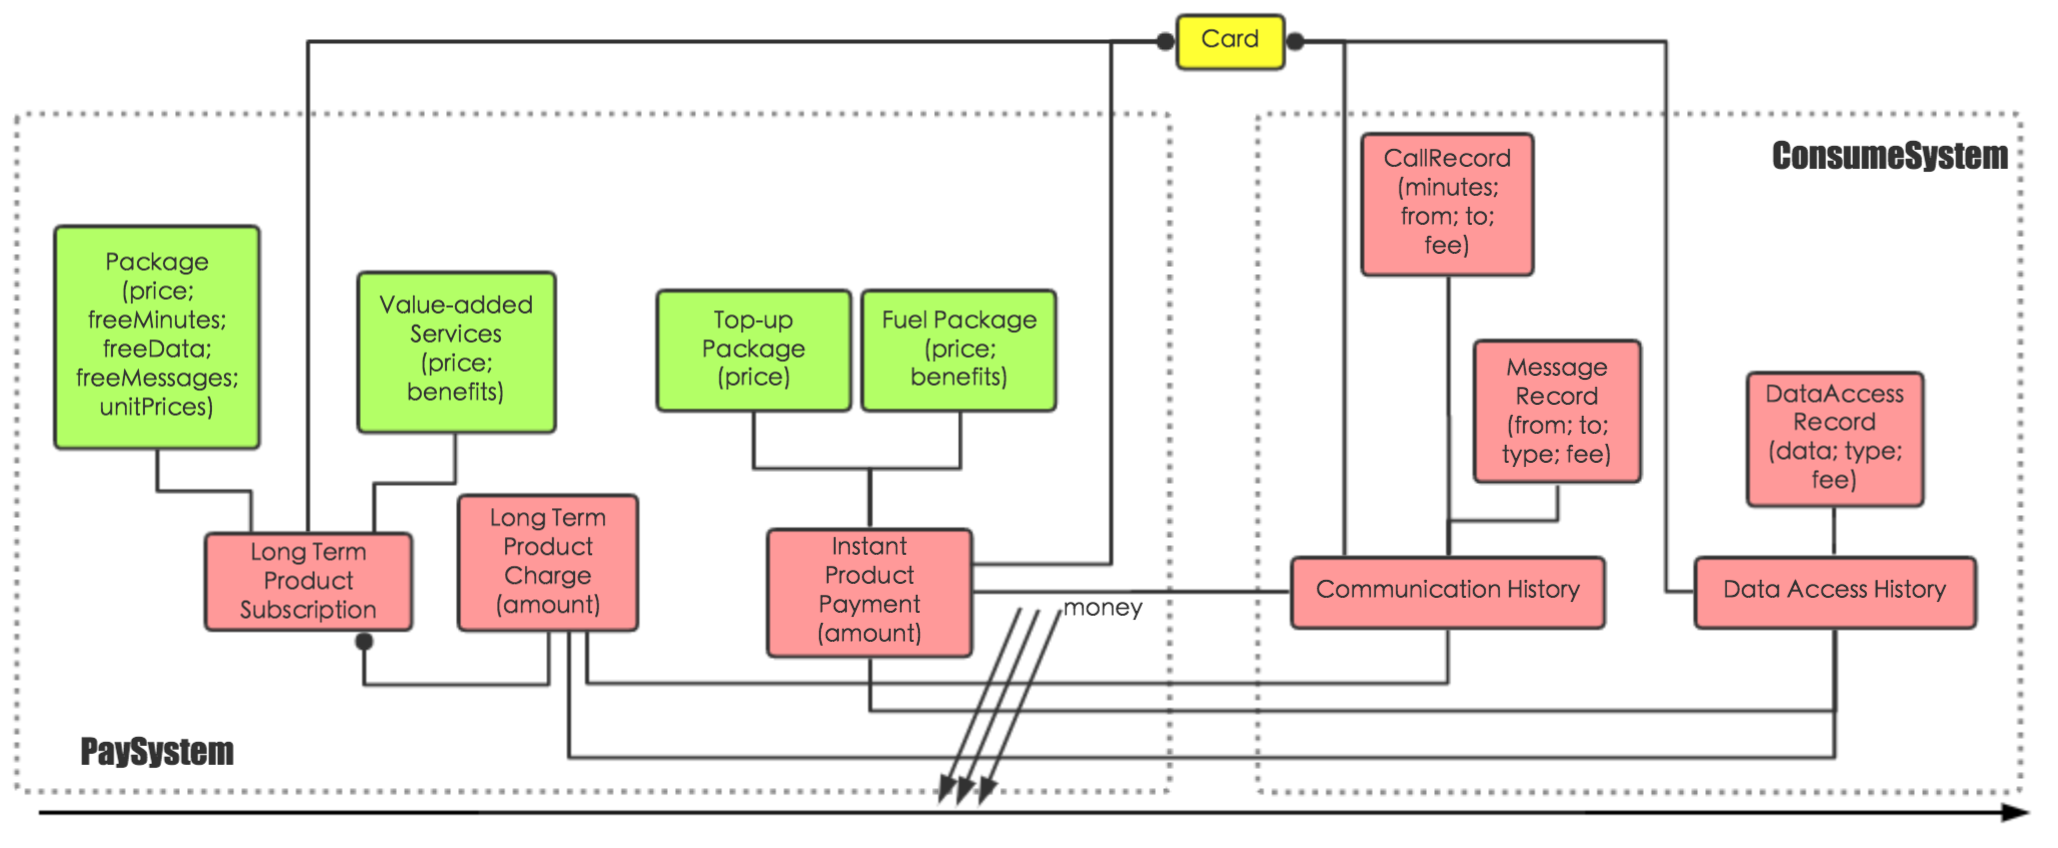 Card
ConsumeSystem
CallRecord
(minutes;
from; to;
fee)
Package
(price;
freeMinutes;
freeData;
freeMessages;
unitPrices)
Value-added
Services
(price;
benefits)
Top-up
Package
(price)
Fuel Package
(price;
benefits)
Message
Record
(from; to;
type; fee)
DataAccess
Record
(data; type;
fee)
Long Term
Product
Subscription
Long Term
Product
Charge
(amount)
Instant
Product
Payment
(amount)
money
Communication History
Data Access History
PaySystem